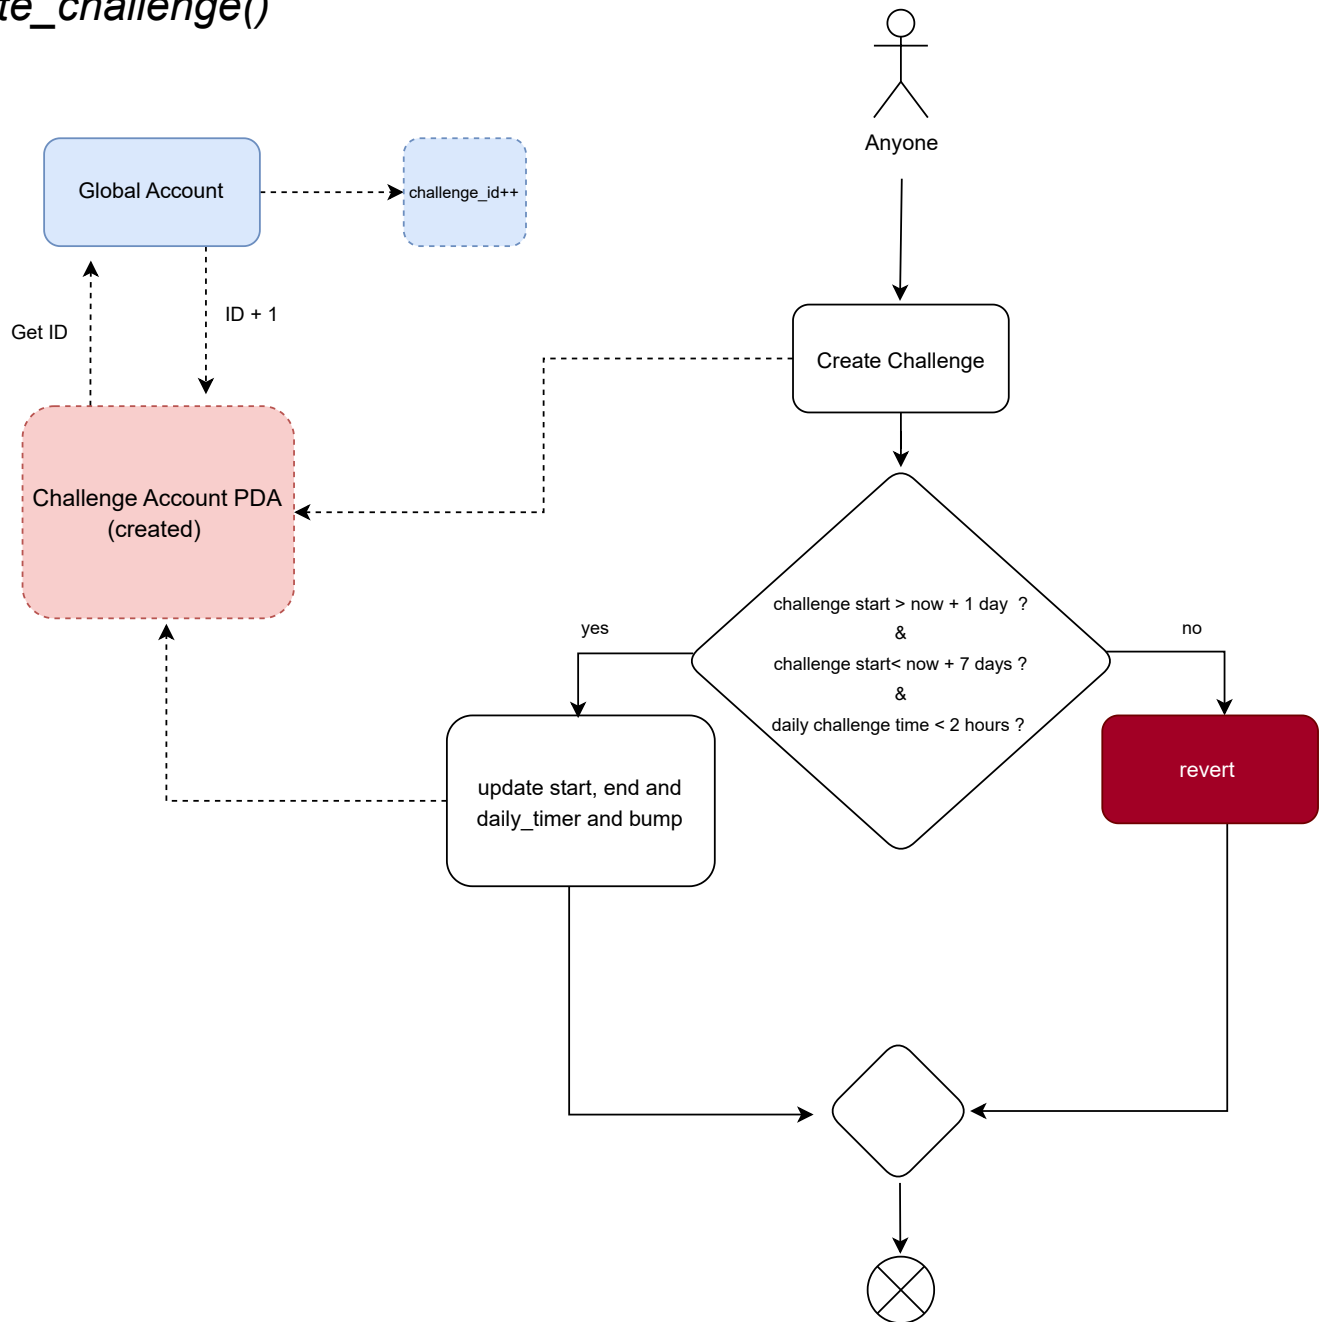 te_challenge()
Anyone
Global Account
challenge_id++
Get ID
ID + 1
Create Challenge
Challenge Account PDA
(created)
challenge start > now + 1 day ?
&
challenge start< now + 7 days ?
&
daily challenge time < 2 hours ?
yes
no
update start, end and
daily_timer and bump
revert